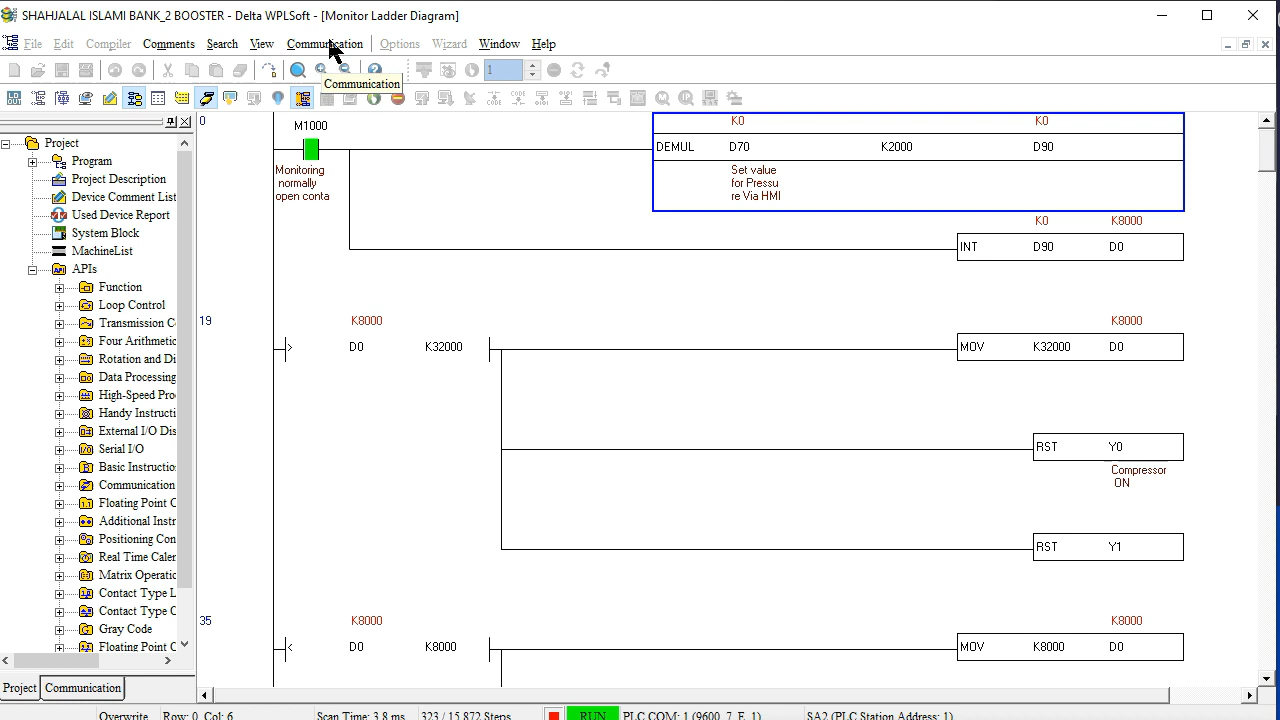 SHAHJALAL ISLAMI BANK_2 BOOSTER - Delta WPLSoft - [Monitor Ladder Diagram]
File Edit Compiler Comments Search View Communication Options Wizard Window Help
1
Communication
Project
Program
Project Description
Device Comment List
Used Device Report
System Block
MachineList
APIs
Function
Loop Control
Transmission C
Four Arithmetic
Rotation and Di
Data Processing
High-Speed Pro
Handy Instructi
External I/O Dis
Serial I/O
Basic Instructio
Communication
Floating Point C
Additional Instr
Positioning Con
Real Time Caler
Matrix Operatic
Contact Type L
Contact Type C
Gray Code
Floating Point C
Project Communication
0
M1000
Monitoring
normally
open conta
K0 K0
DEMUL D70 K2000 D90
Set value
for Pressu
re Via HMI
K0 K8000
INT D90 D0
19
K8000 K8000
> D0 K32000 MOV K32000 D0
RST Y0
Compressor
ON
RST Y1
35
K8000 K8000
< D0 K8000 MOV K8000 D0
Overwrite Row: 0, Col: 6 Scan Time: 3.8 ms 323 / 15,872 Steps RUN PLC COM: 1 (9600, 7, E, 1) SA2 (PLC Station Address: 1)